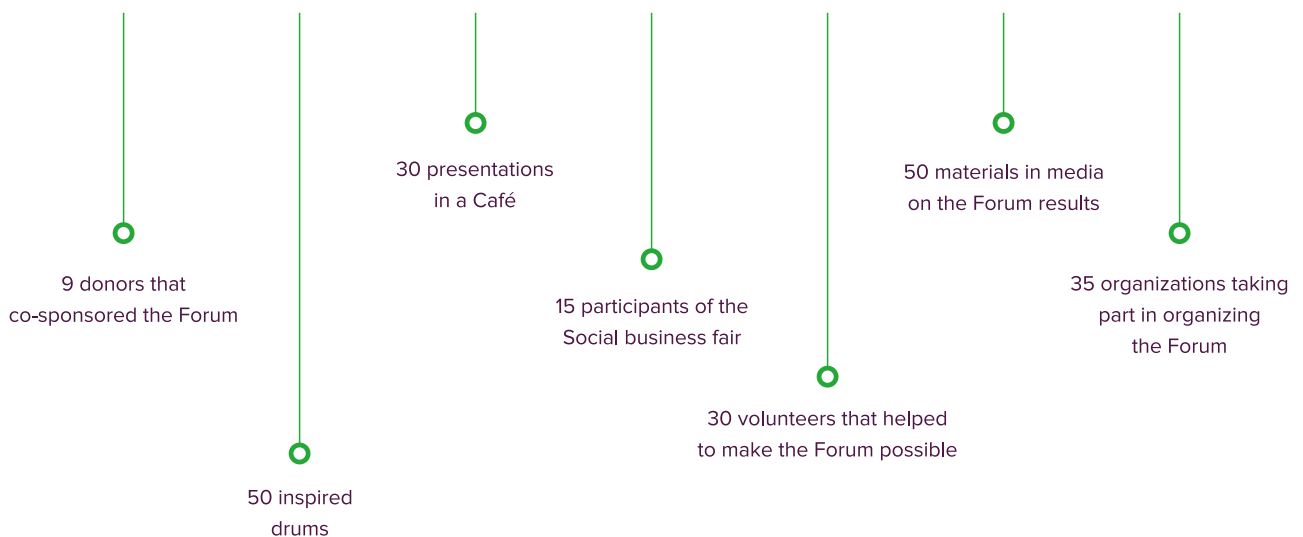 9 donors that
co-sponsored the Forum
50 inspired
drums
30 presentations
in a Café
15 participants of the
Social business fair
30 volunteers that helped
to make the Forum possible
50 materials in media
on the Forum results
35 organizations taking
part in organizing
the Forum